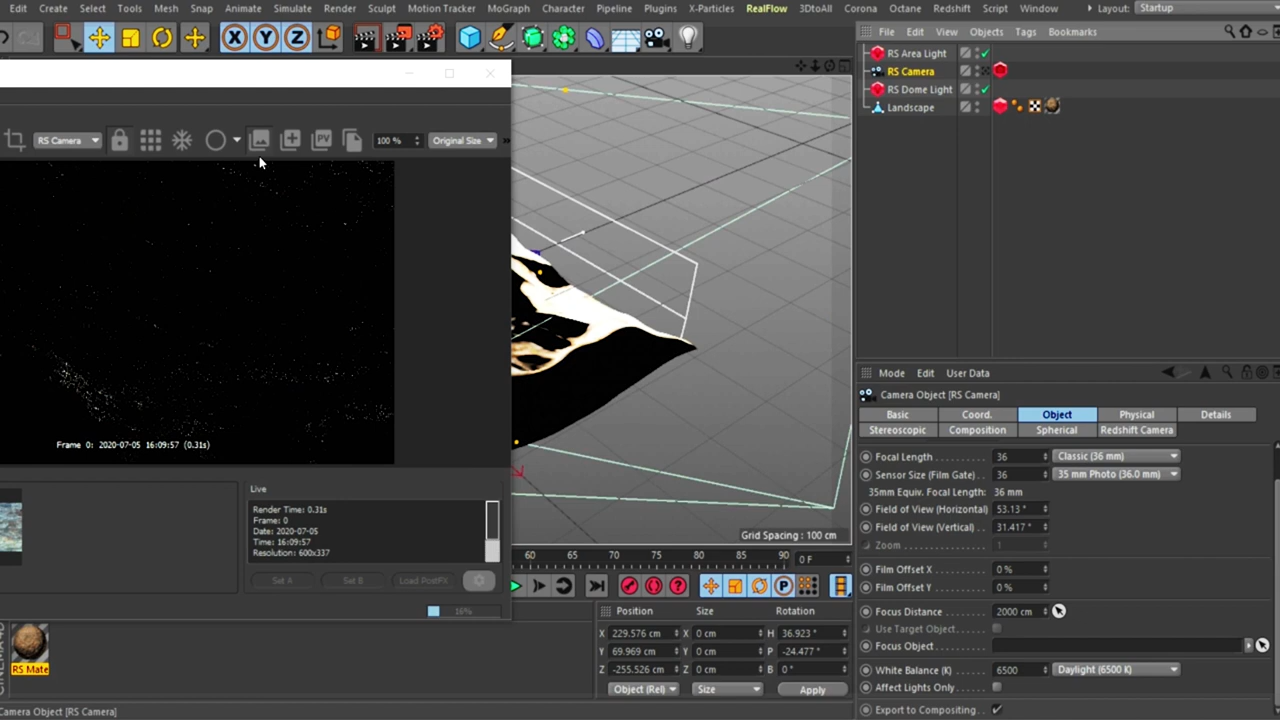 Edit Create Select Tools Mesh Snap Animate Simulate Render Sculpt Motion Tracker MoGraph Character Pipeline Plugins X-Particles RealFlow 3DtoAll Corona Octane Redshift Script Window Layout: Startup
X Y Z
File Edit View Objects Tags Bookmarks
RS Area Light
RS Camera
RS Dome Light
Landscape
RS Camera PV 100 % Original Size
Frame 0: 2020-07-05 16:09:57 (0.31s)
Live
Render Time: 0.31s
Frame: 0
Date: 2020-07-05
Time: 16:09:57
Resolution: 600x337
Set A Set B Load PostFX
16%
Grid Spacing : 100 cm
60 65 70 75 80 85 90 0 F
P
Position Size Rotation
X 229.576 cm X 0 cm H 36.923 °
Y 69.969 cm Y 0 cm P -24.477 °
Z -255.526 cm Z 0 cm B 0 °
Object (Rel) Size Apply
RS Mate
CINEMA 4D
Camera Object [RS Camera]
Mode Edit User Data
Camera Object [RS Camera]
Basic Coord. Object Physical Details
Stereoscopic Composition Spherical Redshift Camera
Focal Length 36 Classic (36 mm)
Sensor Size (Film Gate) 36 35 mm Photo (36.0 mm)
35mm Equiv. Focal Length: 36 mm
Field of View (Horizontal) 53.13 °
Field of View (Vertical) 31.417 °
Zoom 1
Film Offset X 0 %
Film Offset Y 0 %
Focus Distance 2000 cm
Use Target Object
Focus Object
White Balance (K) 6500 Daylight (6500 K)
Affect Lights Only
Export to Compositing